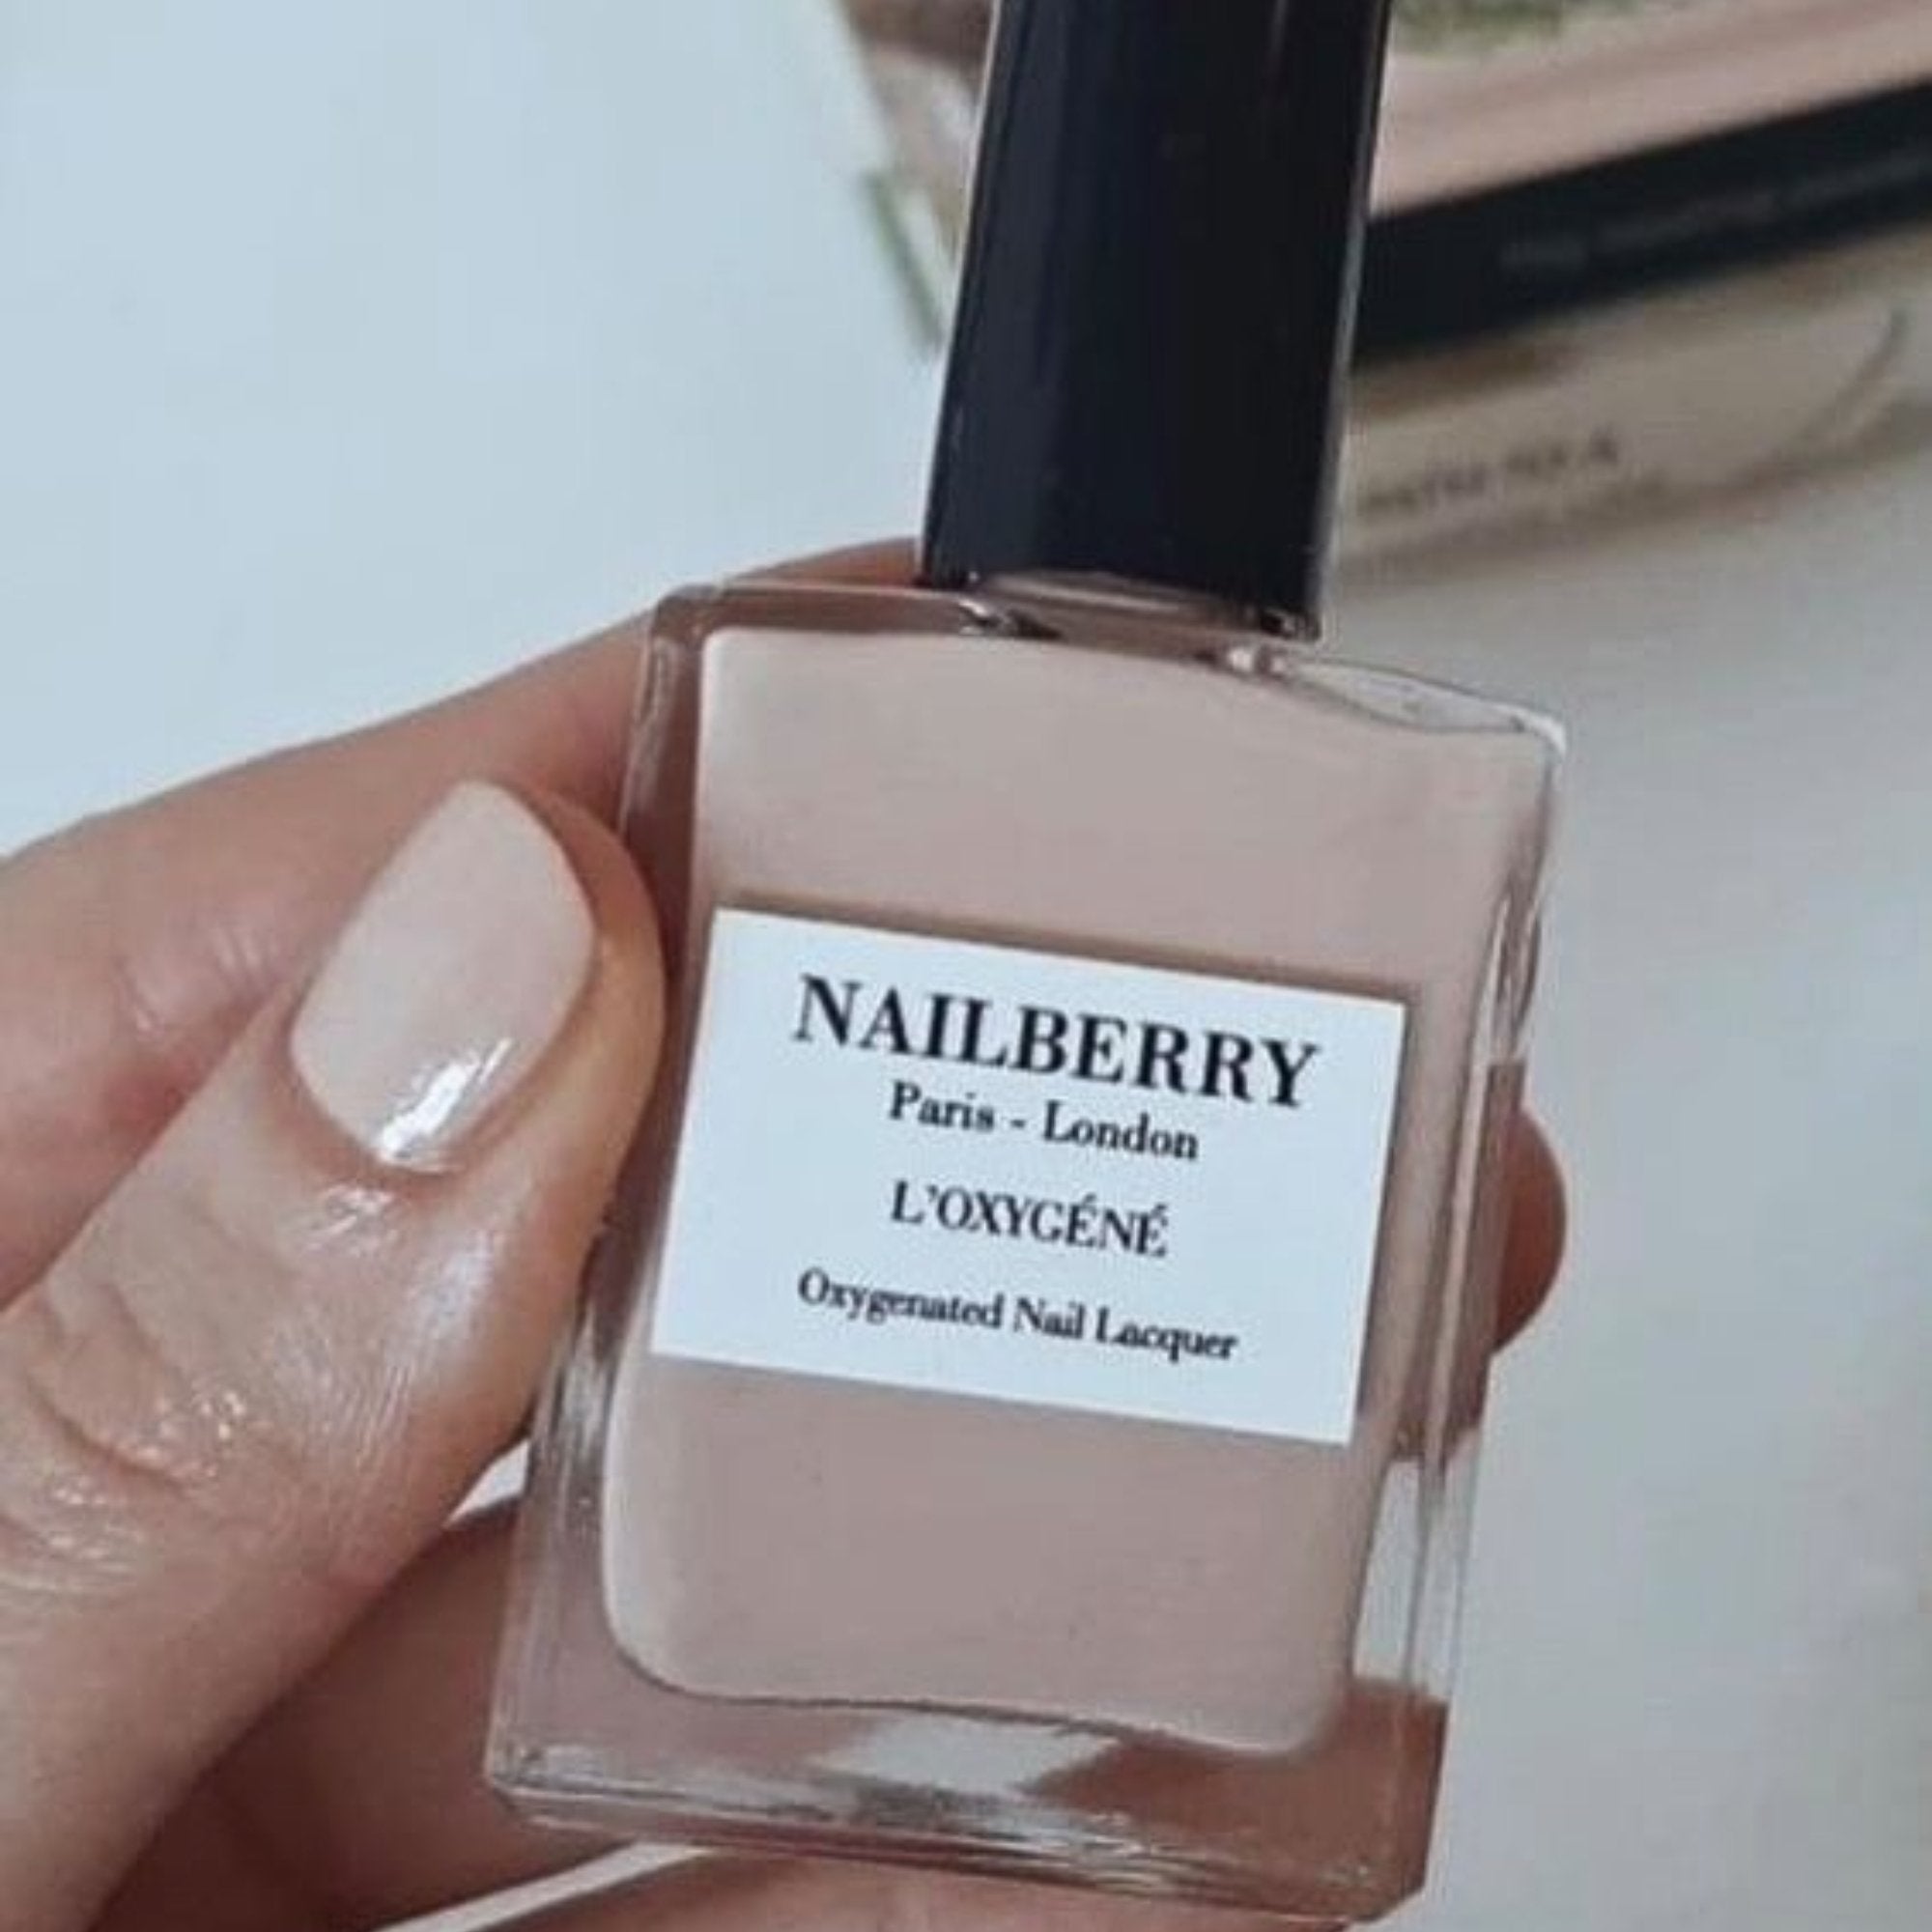 NAILBERRY
Paris - London
L'OXYGÉNÉ
Oxygenated Nail Lacquer